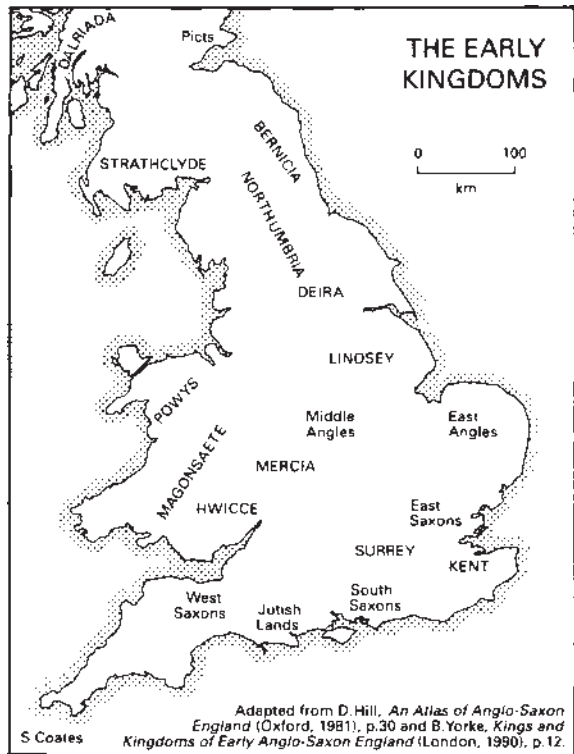 THE EARLY
KINGDOMS
0 100
km
Picts
DALRIADA
STRATHCLYDE
BERNICIA
NORTHUMBRIA
DEIRA
LINDSEY
POWYS
Middle
Angles
East
Angles
MERCIA
MAGONSAETE
HWICCE
East
Saxons
SURREY
KENT
West
Saxons
Jutish
Lands
South
Saxons
Adapted from D.Hill, An Atlas of Anglo-Saxon
England (Oxford, 1981), p.30 and B.Yorke, Kings and
Kingdoms of Early Anglo-Saxon England (London, 1990), p.12.
S Coates